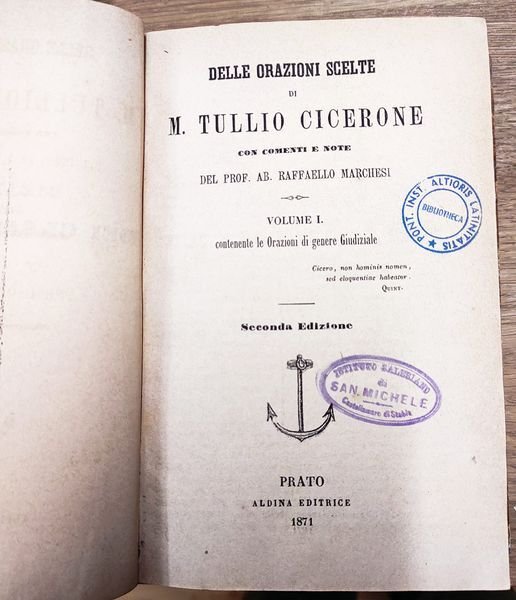 DELLE ORAZIONI SCELTE
DI
M. TULLIO CICERONE
CON COMENTI E NOTE
DEL PROF. AB. RAFFAELLO MARCHESI
VOLUME I.
contenente le Orazioni di genere Giudiziale
Cicero, non hominis nomen,
sed eloquentiae habeatur.
QUINT.
Seconda Edizione
PRATO
ALDINA EDITRICE
1871
PONT. INST. ALTIORIS LATINITATIS
BIBLIOTHECA
ISTITUTO SALESIANO
di
SAN MICHELE
Castellamare di Stabia